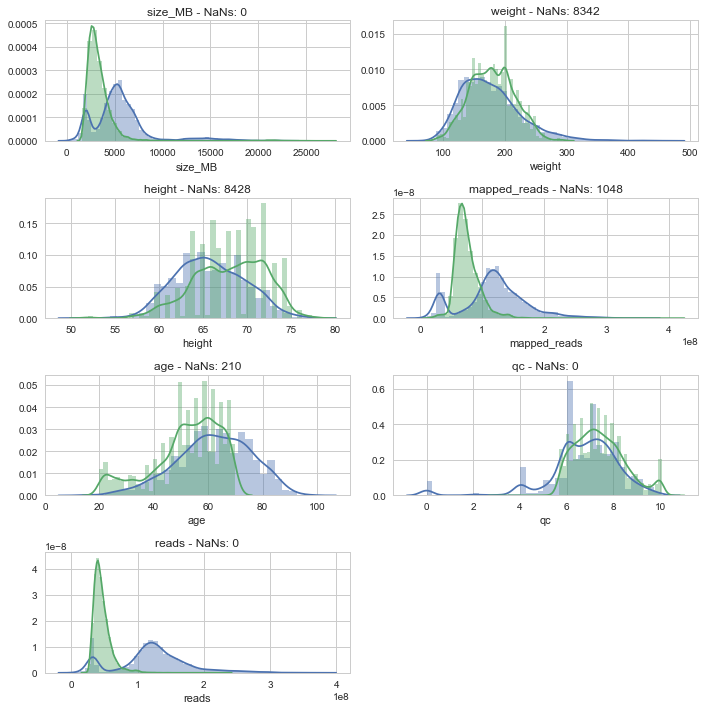 size_MB - NaNs: 0
0.0005
0.0004
0.0003
0.0002
0.0001
0.0000
0 5000 10000 15000 20000 25000
size_MB
weight - NaNs: 8342
0.015
0.010
0.005
0.000
100 200 300 400 500
weight
height - NaNs: 8428
0.15
0.10
0.05
0.00
50 55 60 65 70 75 80
height
mapped_reads - NaNs: 1048
1e−8
2.5
2.0
1.5
1.0
0.5
0.0
0 1 2 3 4
1e8
mapped_reads
age - NaNs: 210
0.05
0.04
0.03
0.02
0.01
0.00
0 20 40 60 80 100
age
qc - NaNs: 0
0.6
0.4
0.2
0.0
0 2 4 6 8 10
qc
reads - NaNs: 0
1e−8
4
3
2
1
0
0 1 2 3 4
1e8
reads